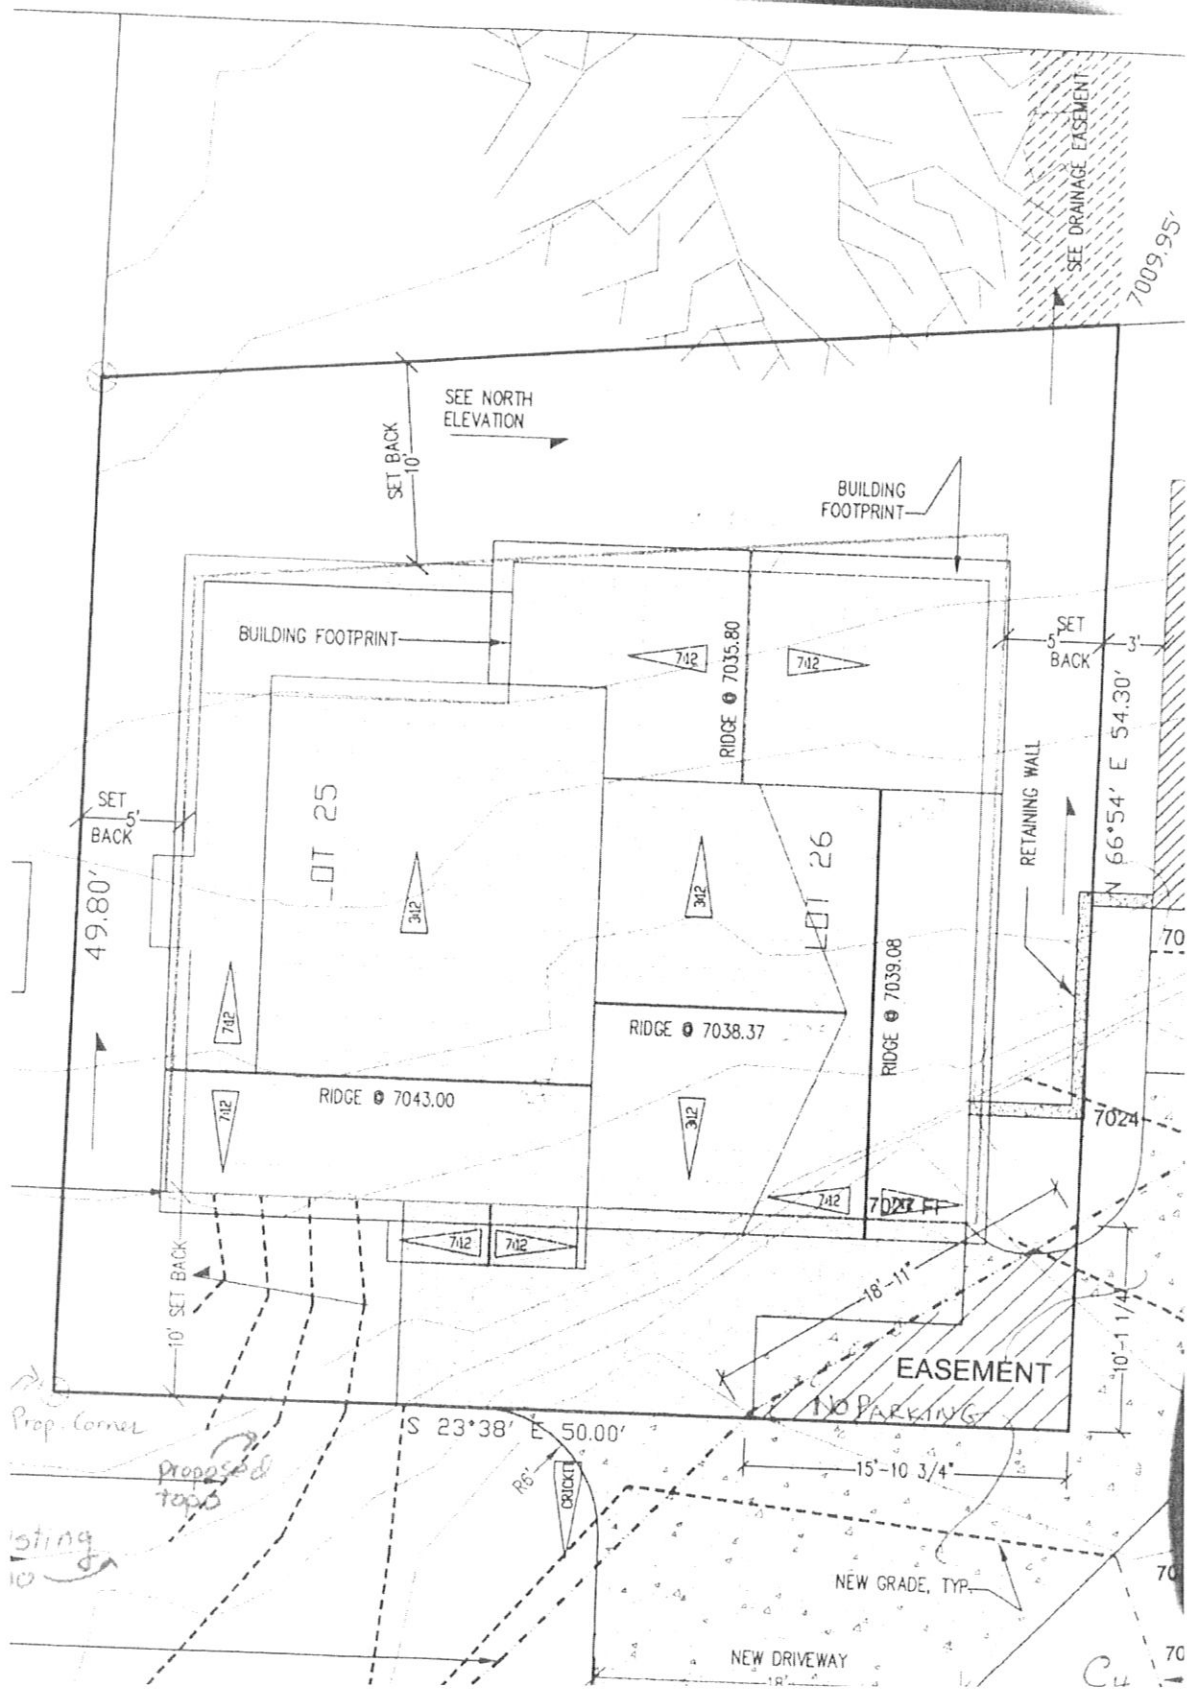 SEE DRAINAGE EASEMENT
7009.95'
SEE NORTH
ELEVATION
SET BACK
10'
BUILDING
FOOTPRINT
BUILDING FOOTPRINT
7:12
7:12
RIDGE @ 7035.80
SET
5'
BACK
3'
N 66°54' E 54.30'
RETAINING WALL
SET
5'
BACK
49.80'
LOT 25
3:12
3:12
LOT 26
RIDGE @ 7039.08
7:12
RIDGE @ 7038.37
RIDGE @ 7043.00
7:12
3:12
7024
7:12
7:12
7:12
10' SET BACK
18'-11"
10'-1 1/4"
EASEMENT
NO PARKING
Prop. Corner
S 23°38' E 50.00'
15'-10 3/4"
proposed
topo
R6'
CRICKET
NEW GRADE, TYP.
NEW DRIVEWAY
18'